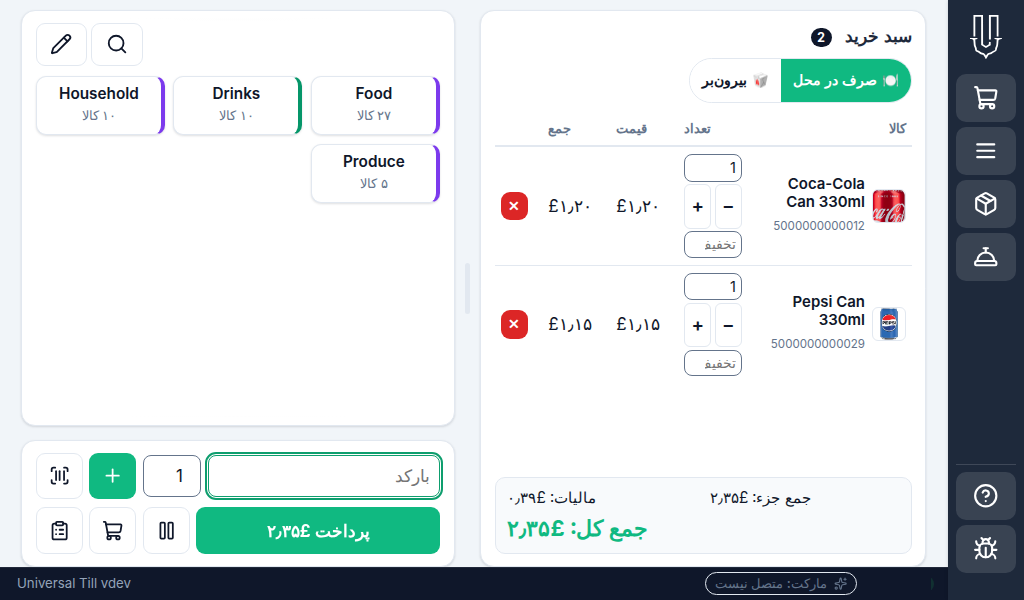 سبد خرید 2
صرف در محل
بیرون‌بر
کالا تعداد قیمت جمع
Coca-Cola
Can 330ml
5000000000012
1
− +
تخفیف
£۱٫۲۰ £۱٫۲۰
Pepsi Can
330ml
5000000000029
1
− +
تخفیف
£۱٫۱۵ £۱٫۱۵
جمع جزء: £۲٫۳۵
مالیات: £۰٫۳۹
جمع کل: £۲٫۳۵
Food
۲۷ کالا
Drinks
۱۰ کالا
Household
۱۰ کالا
Produce
۵ کالا
بارکد
1
پرداخت £۲٫۳۵
مارکت: متصل نیست
Universal Till vdev